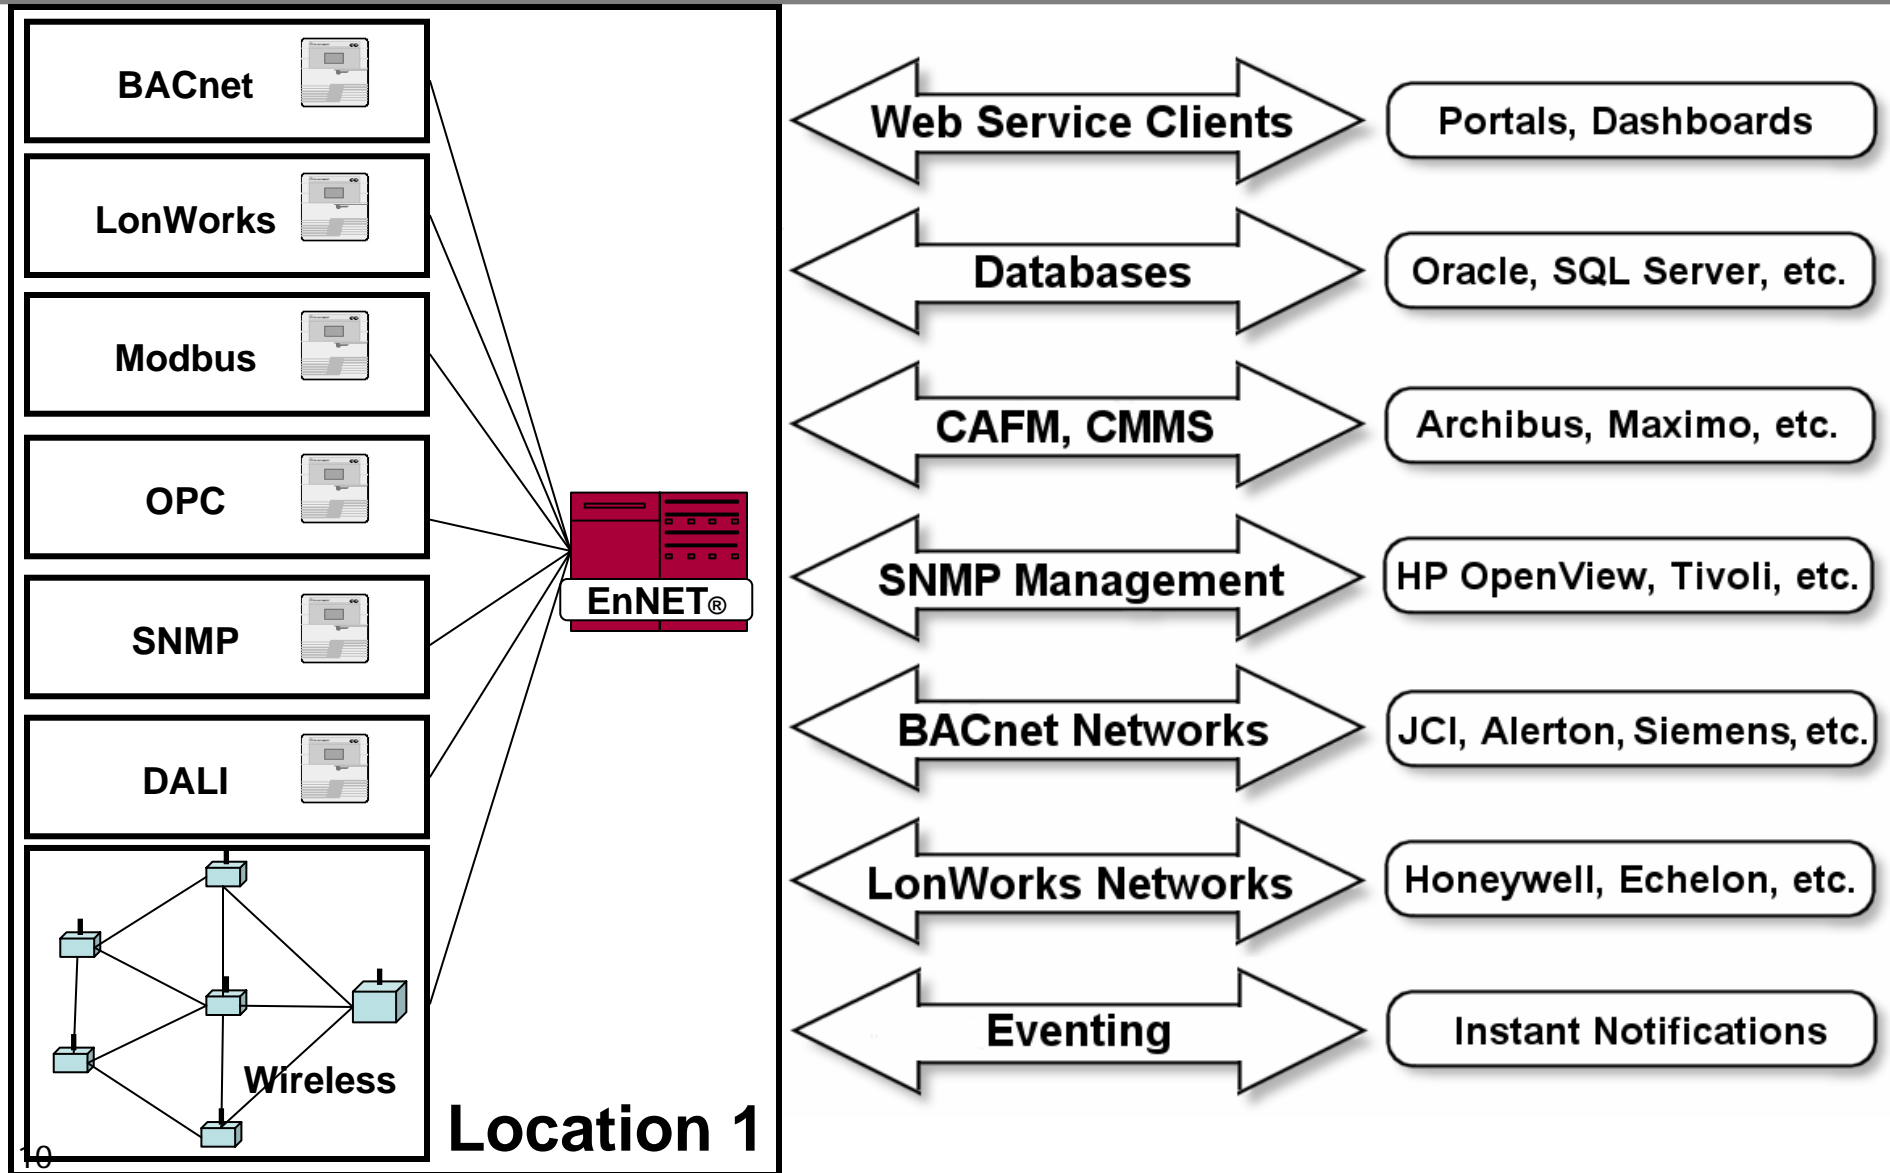 BACnet
LonWorks
Modbus
OPC
SNMP
DALI
Wireless
EnNET®
Location 1
10
Web Service Clients
Portals, Dashboards
Databases
Oracle, SQL Server, etc.
CAFM, CMMS
Archibus, Maximo, etc.
SNMP Management
HP OpenView, Tivoli, etc.
BACnet Networks
JCI, Alerton, Siemens, etc.
LonWorks Networks
Honeywell, Echelon, etc.
Eventing
Instant Notifications